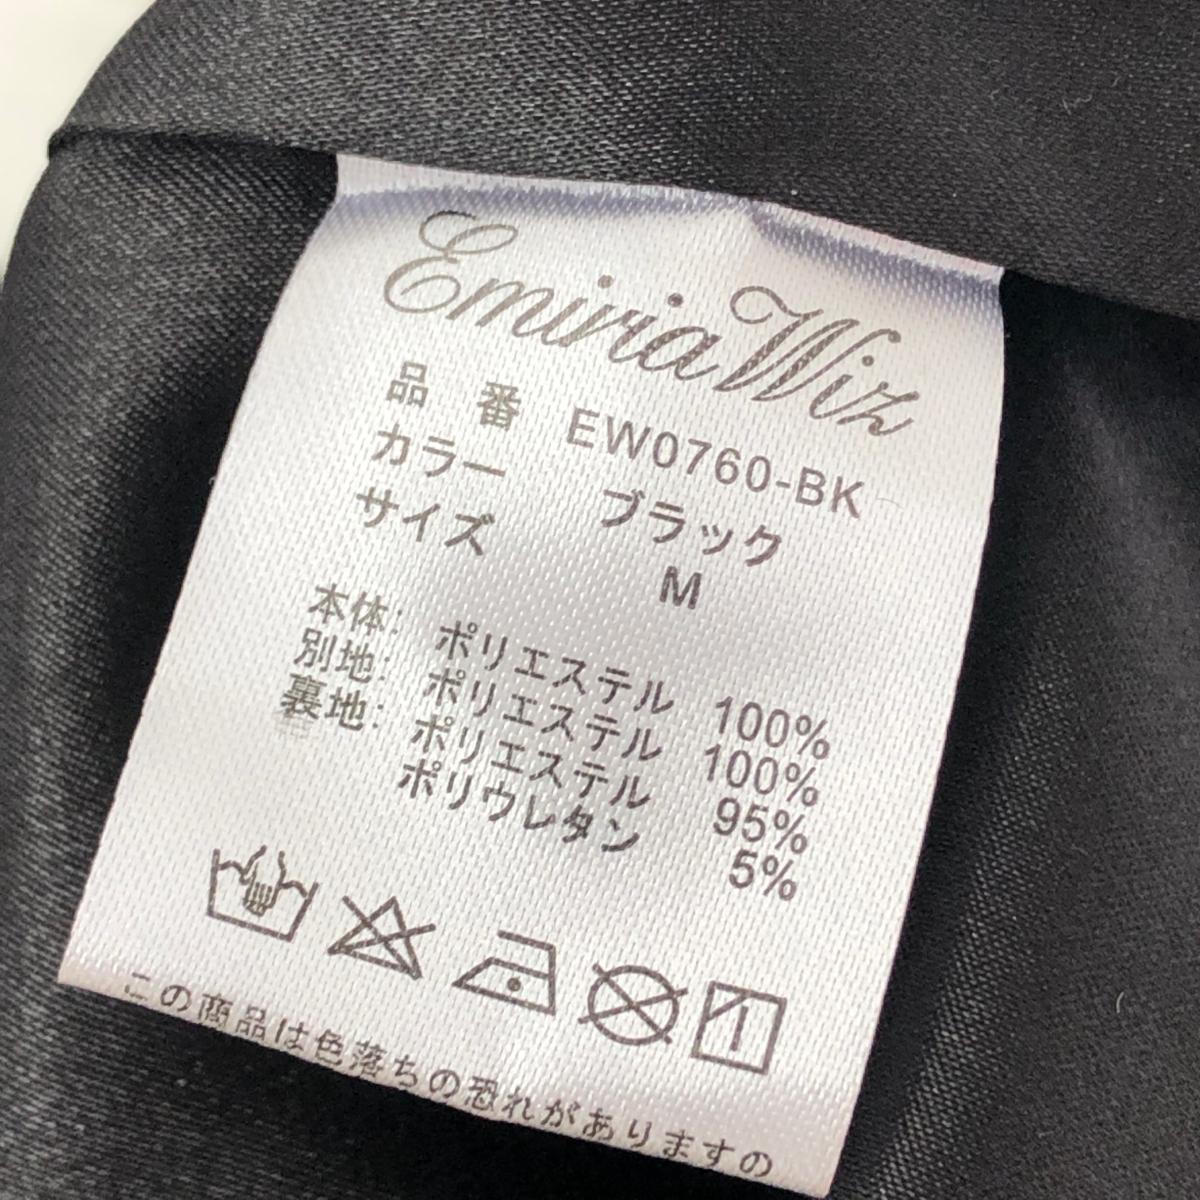 EmiriaWiz
品 番 EW0760-BK
カラー ブラック
サイズ M
本体: ポリエステル 100%
別地: ポリエステル 100%
裏地: ポリエステル 95%
ポリウレタン 5%
この商品は色落ちの恐れがありますの